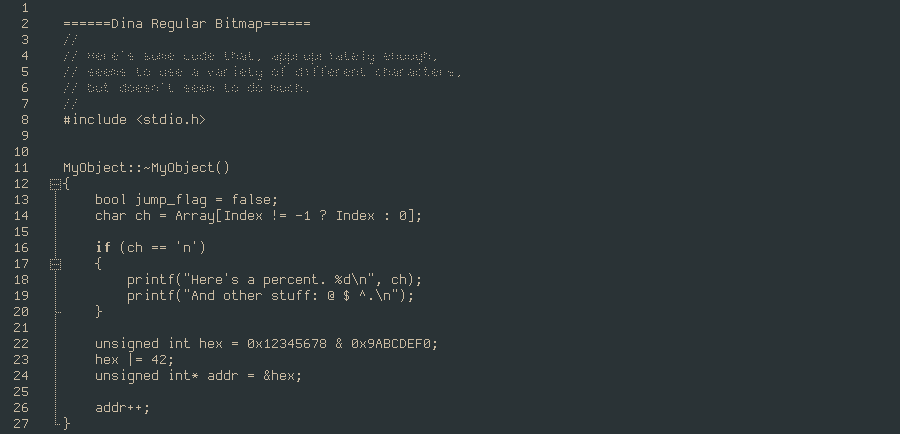 1
2 ======Dina Regular Bitmap======
3 //
4 // Here's some code that, appropriately enough,
5 // seems to use a variety of different characters,
6 // but doesn't seem to do much.
7 //
8 #include <stdio.h>
9
10
11 MyObject::~MyObject()
12 {
13     bool jump_flag = false;
14     char ch = Array[Index != -1 ? Index : 0];
15
16     if (ch == 'n')
17     {
18         printf("Here's a percent. %d\n", ch);
19         printf("And other stuff: @ $ ^.\n");
20     }
21
22     unsigned int hex = 0x12345678 & 0x9ABCDEF0;
23     hex |= 42;
24     unsigned int* addr = &hex;
25
26     addr++;
27 }